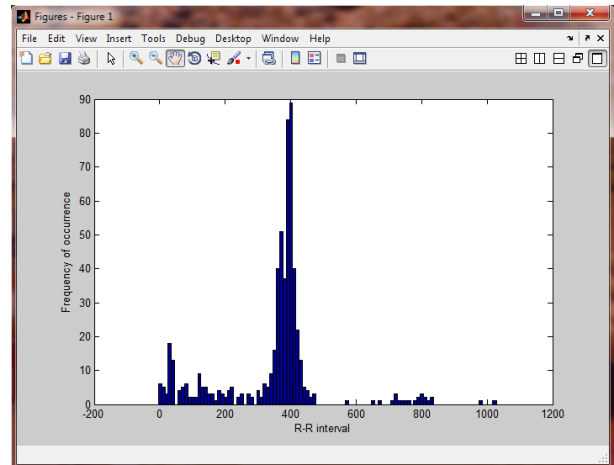 Figures - Figure 1
File Edit View Insert Tools Debug Desktop Window Help
90
80
70
60
50
40
30
20
10
0
Frequency of occurrence
-200 0 200 400 600 800 1000 1200
R-R interval